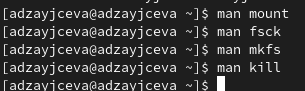 [adzayjceva@adzayjceva ~]$ man mount
[adzayjceva@adzayjceva ~]$ man fsck
[adzayjceva@adzayjceva ~]$ man mkfs
[adzayjceva@adzayjceva ~]$ man kill
[adzayjceva@adzayjceva ~]$